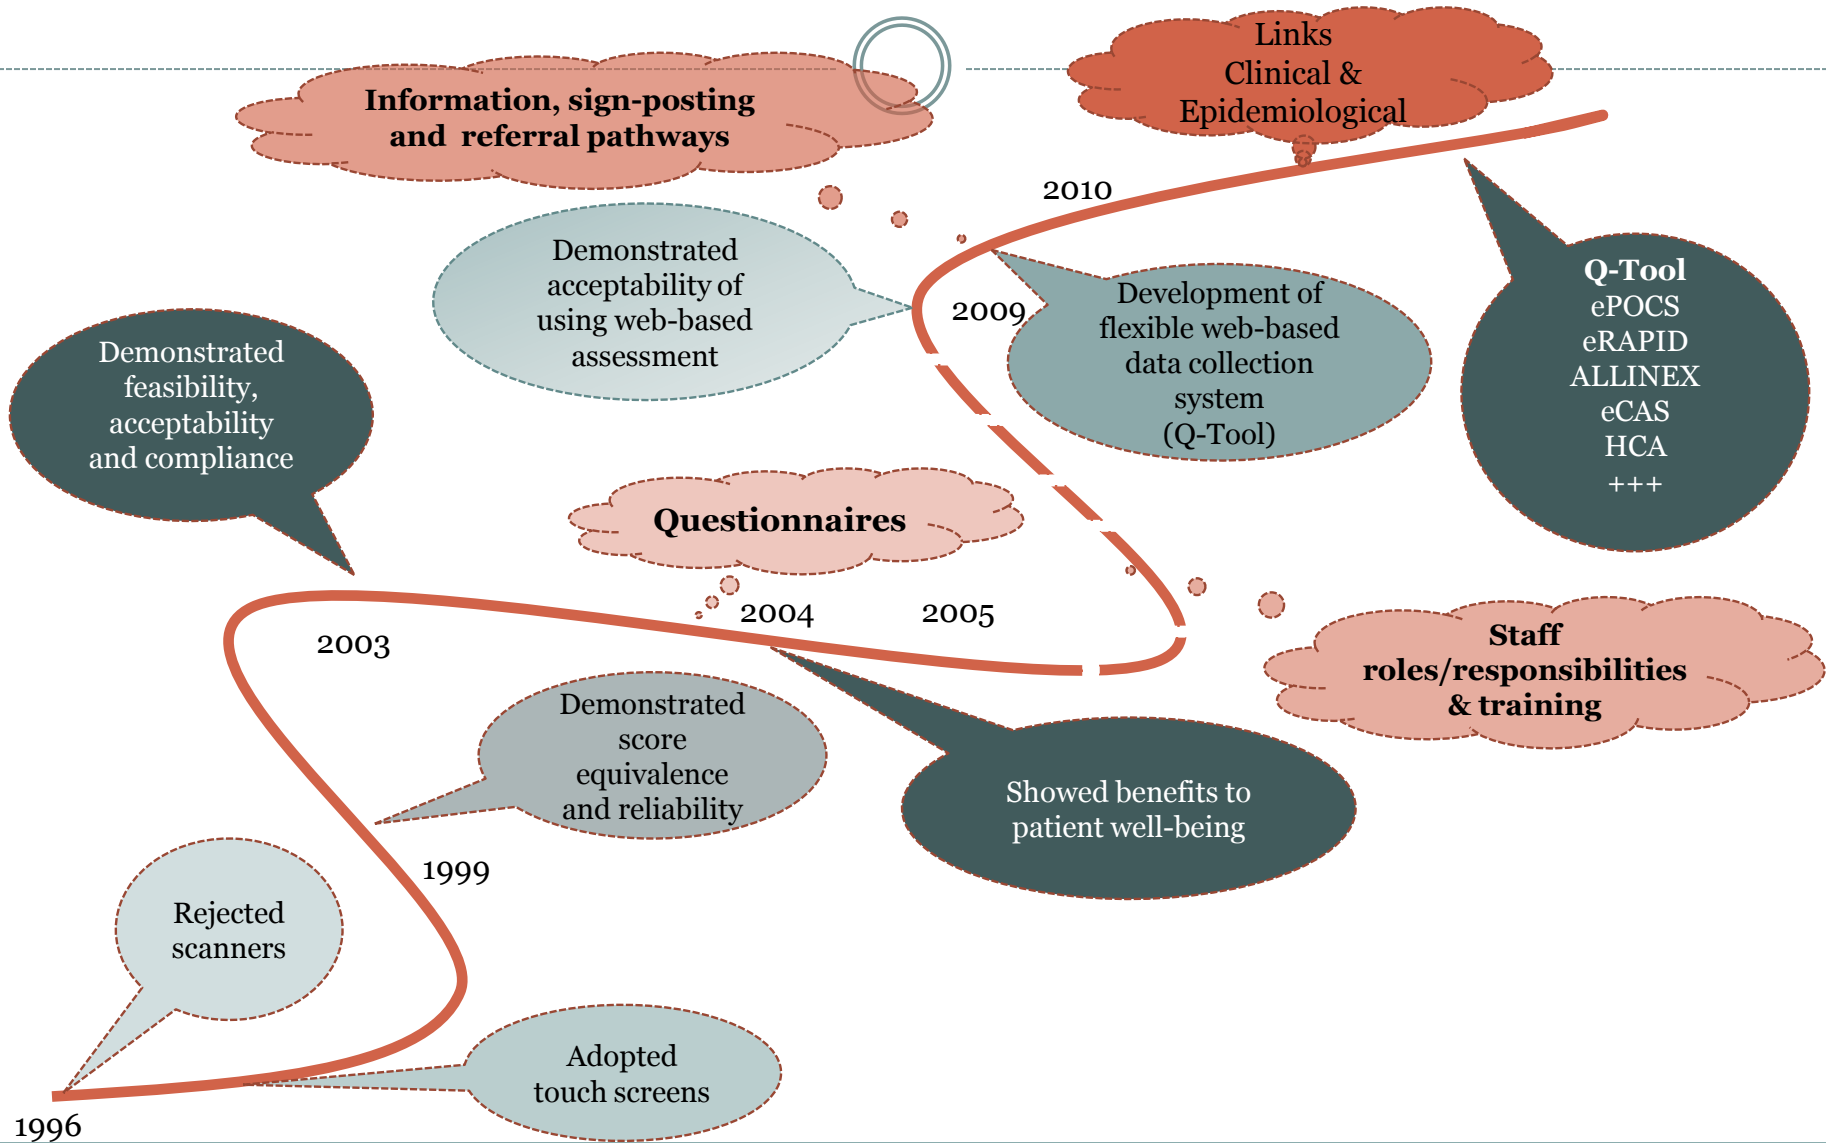 Links
Clinical &
Epidemiological
Information, sign-posting
and referral pathways
2010
Demonstrated
acceptability of
using web-based
assessment
2009
Development of
flexible web-based
data collection
system
(Q-Tool)
Q-Tool
ePOCS
eRAPID
ALLINEX
eCAS
HCA
+++
Demonstrated
feasibility,
acceptability
and compliance
Questionnaires
2003
2004
2005
Staff
roles/responsibilities
& training
Demonstrated
score
equivalence
and reliability
Showed benefits to
patient well-being
1999
Rejected
scanners
Adopted
touch screens
1996